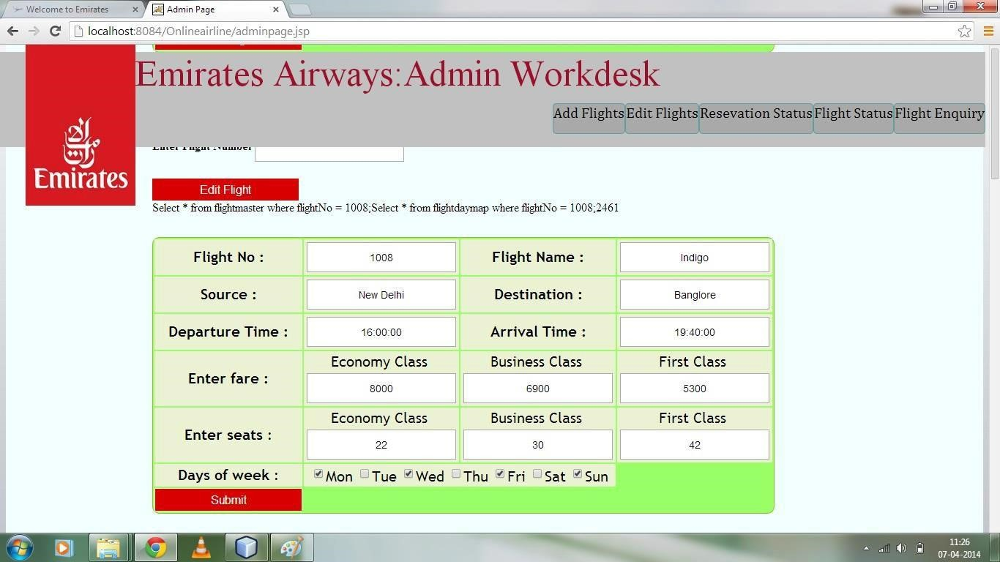 Welcome to Emirates
Admin Page
localhost:8084/Onlineairline/adminpage.jsp
Emirates Airways:Admin Workdesk
Add Flights Edit Flights Resevation Status Flight Status Flight Enquiry
Emirates
Enter Flight Number
Edit Flight
Select * from flightmaster where flightNo = 1008;Select * from flightdaymap where flightNo = 1008;2461
Flight No : 1008 Flight Name : Indigo
Source : New Delhi Destination : Banglore
Departure Time : 16:00:00 Arrival Time : 19:40:00
Economy Class Business Class First Class
Enter fare : 8000 6900 5300
Economy Class Business Class First Class
Enter seats : 22 30 42
Days of week : Mon Tue Wed Thu Fri Sat Sun
Submit
11:26
07-04-2014